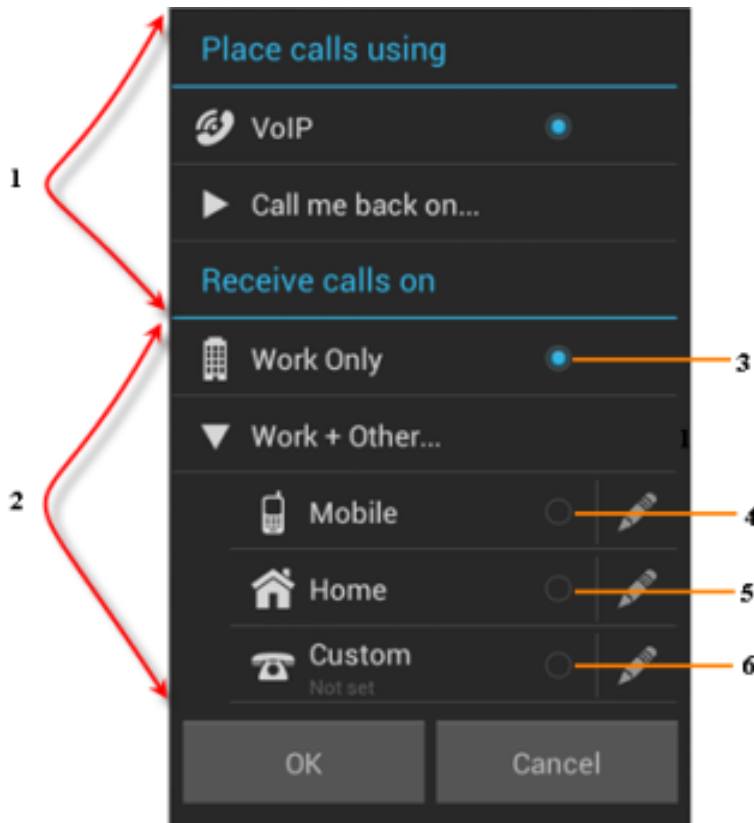 Place calls using
VoIP
1
Call me back on...
Receive calls on
Work Only
3
Work + Other...
1
2
Mobile
4
Home
5
Custom
6
Not set
OK
Cancel